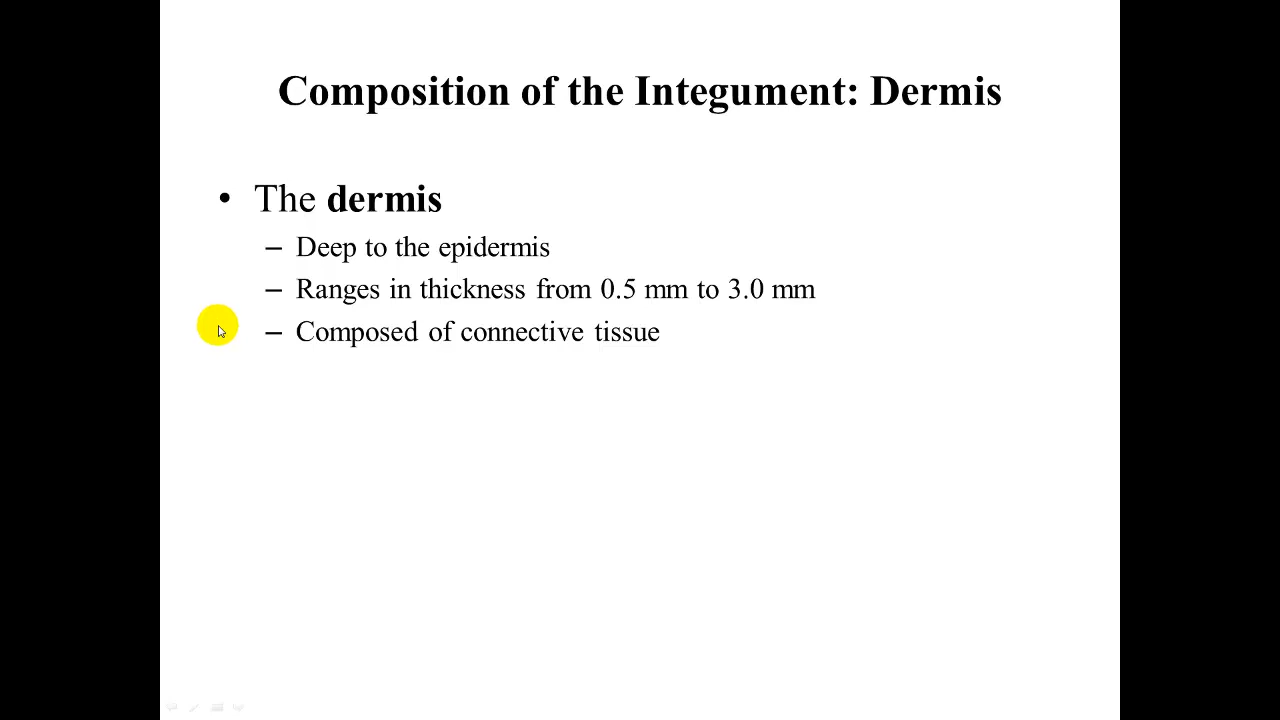 Composition of the Integument: Dermis
• The dermis
– Deep to the epidermis
– Ranges in thickness from 0.5 mm to 3.0 mm
– Composed of connective tissue